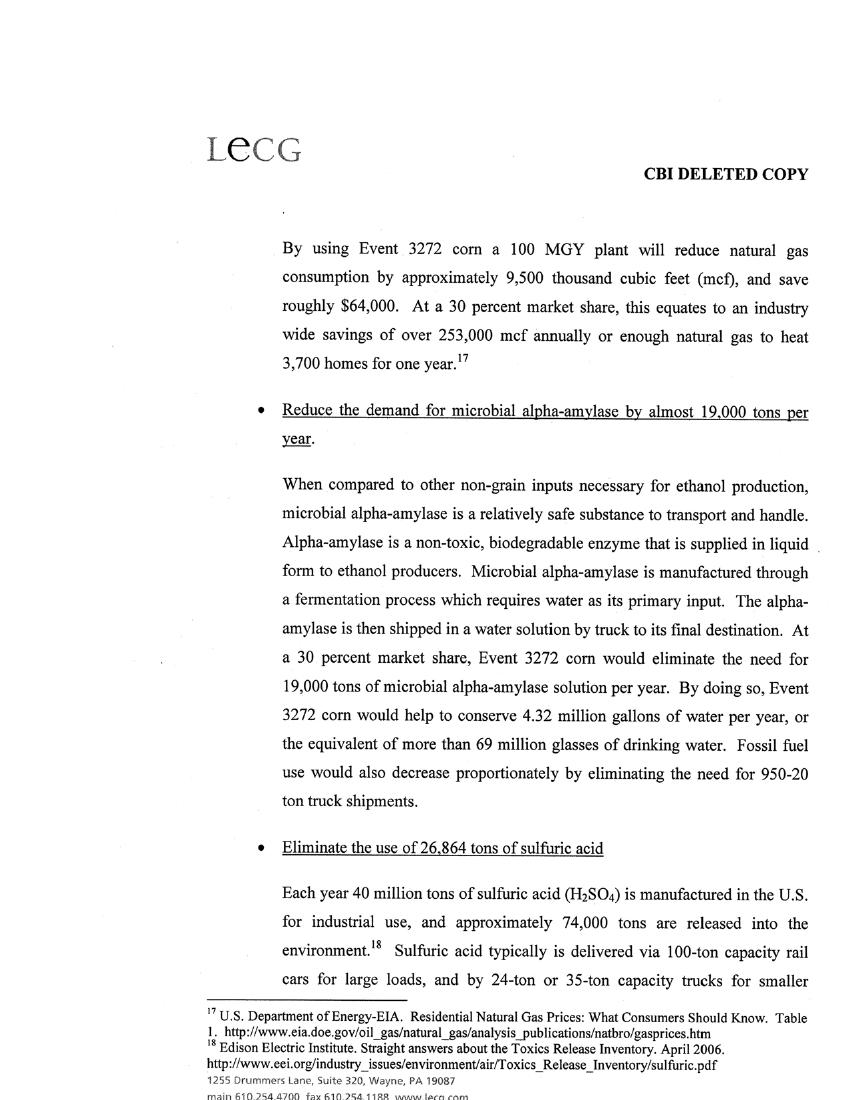 LECG
CBI DELETED COPY
By using Event 3272 corn a 100 MGY plant will reduce natural gas
consumption by approximately 9,500 thousand cubic feet (mcf), and save
roughly $64,000. At a 30 percent market share, this equates to an industry
wide savings of over 253,000 mcf annually or enough natural gas to heat
3,700 homes for one year.17
• Reduce the demand for microbial alpha-amylase by almost 19,000 tons per
year.
When compared to other non-grain inputs necessary for ethanol production,
microbial alpha-amylase is a relatively safe substance to transport and handle.
Alpha-amylase is a non-toxic, biodegradable enzyme that is supplied in liquid
form to ethanol producers. Microbial alpha-amylase is manufactured through
a fermentation process which requires water as its primary input. The alpha-
amylase is then shipped in a water solution by truck to its final destination. At
a 30 percent market share, Event 3272 corn would eliminate the need for
19,000 tons of microbial alpha-amylase solution per year. By doing so, Event
3272 corn would help to conserve 4.32 million gallons of water per year, or
the equivalent of more than 69 million glasses of drinking water. Fossil fuel
use would also decrease proportionately by eliminating the need for 950-20
ton truck shipments.
• Eliminate the use of 26,864 tons of sulfuric acid
Each year 40 million tons of sulfuric acid (H2SO4) is manufactured in the U.S.
for industrial use, and approximately 74,000 tons are released into the
environment.18 Sulfuric acid typically is delivered via 100-ton capacity rail
cars for large loads, and by 24-ton or 35-ton capacity trucks for smaller
17 U.S. Department of Energy-EIA. Residential Natural Gas Prices: What Consumers Should Know. Table
1. http://www.eia.doe.gov/oil_gas/natural_gas/analysis_publications/natbro/gasprices.htm
18 Edison Electric Institute. Straight answers about the Toxics Release Inventory. April 2006.
http://www.eei.org/industry_issues/environment/air/Toxics_Release_Inventory/sulfuric.pdf
1255 Drummers Lane, Suite 320, Wayne, PA 19087
main 610.254.4700 fax 610.254.1188 www.lecg.com